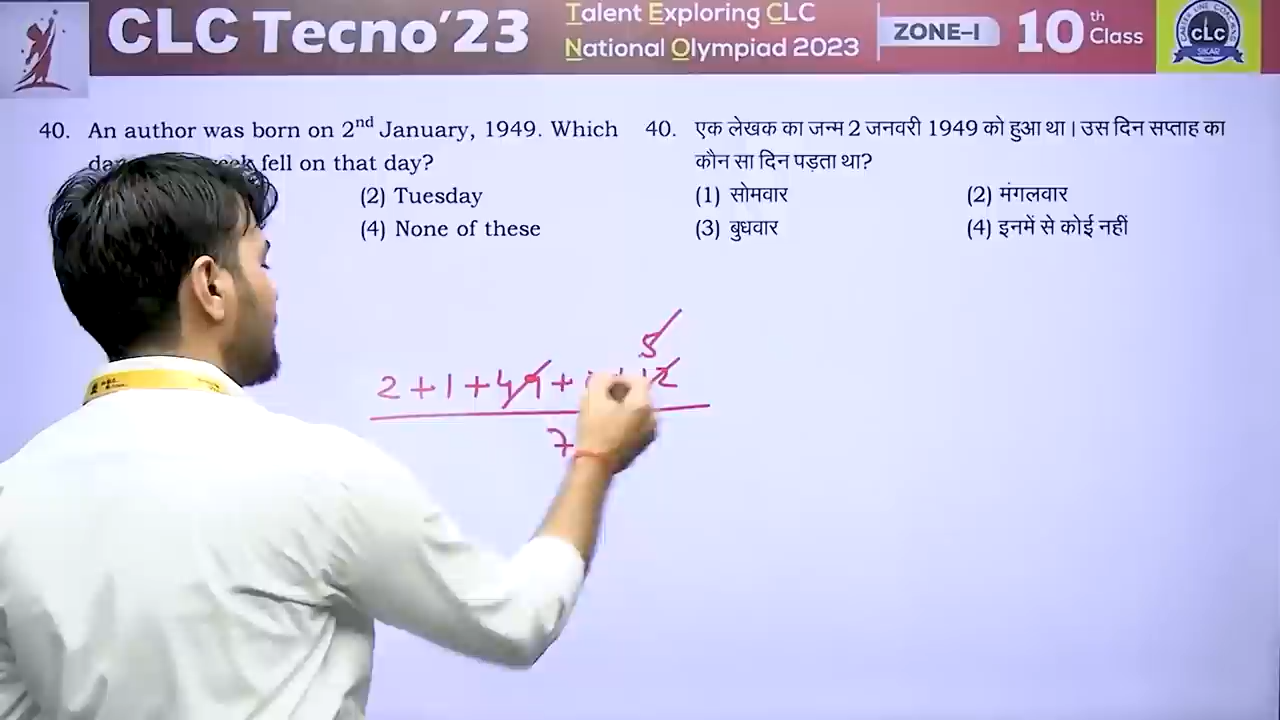 CLC Tecno'23
Talent Exploring CLC
National Olympiad 2023
ZONE–I
10th Class
CLC
SIKAR
40. An author was born on 2nd January, 1949. Which
fell on that day?
(2) Tuesday
(4) None of these
40. एक लेखक का जन्म 2 जनवरी 1949 को हुआ था। उस दिन सप्ताह का
कौन सा दिन पड़ता था?
(1) सोमवार
(2) मंगलवार
(3) बुधवार
(4) इनमें से कोई नहीं
5
2 + 1 + 49 + 12
7